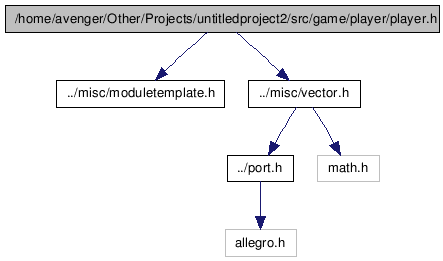 /home/avenger/Other/Projects/untitledproject2/src/game/player/player.h
../misc/moduletemplate.h
../misc/vector.h
../port.h
math.h
allegro.h